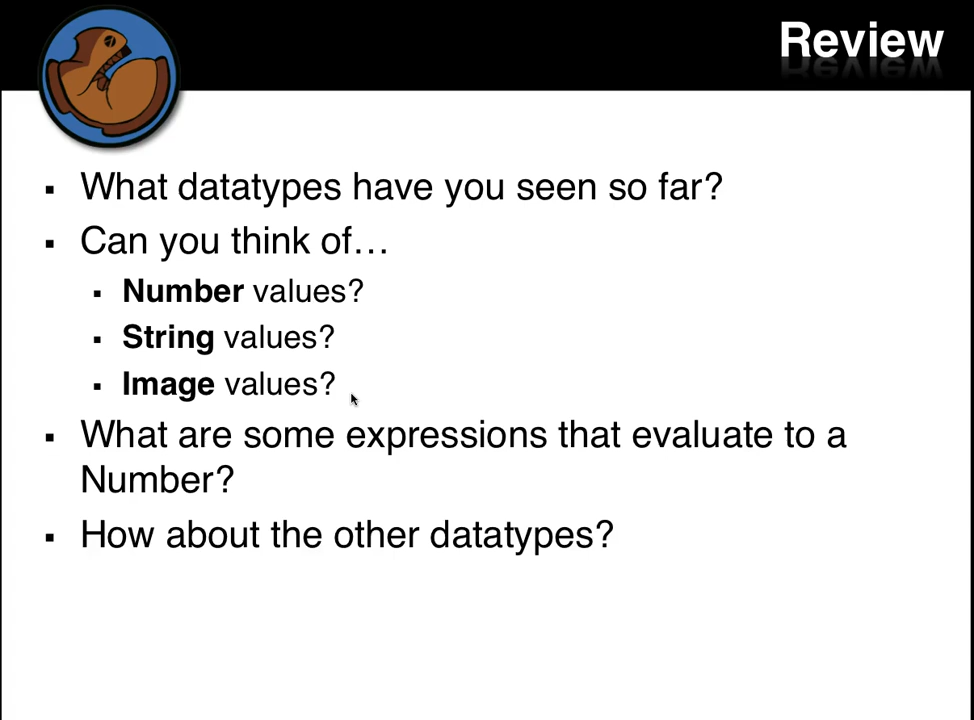 Review
▪ What datatypes have you seen so far?
▪ Can you think of…
▪ Number values?
▪ String values?
▪ Image values?
▪ What are some expressions that evaluate to a
Number?
▪ How about the other datatypes?